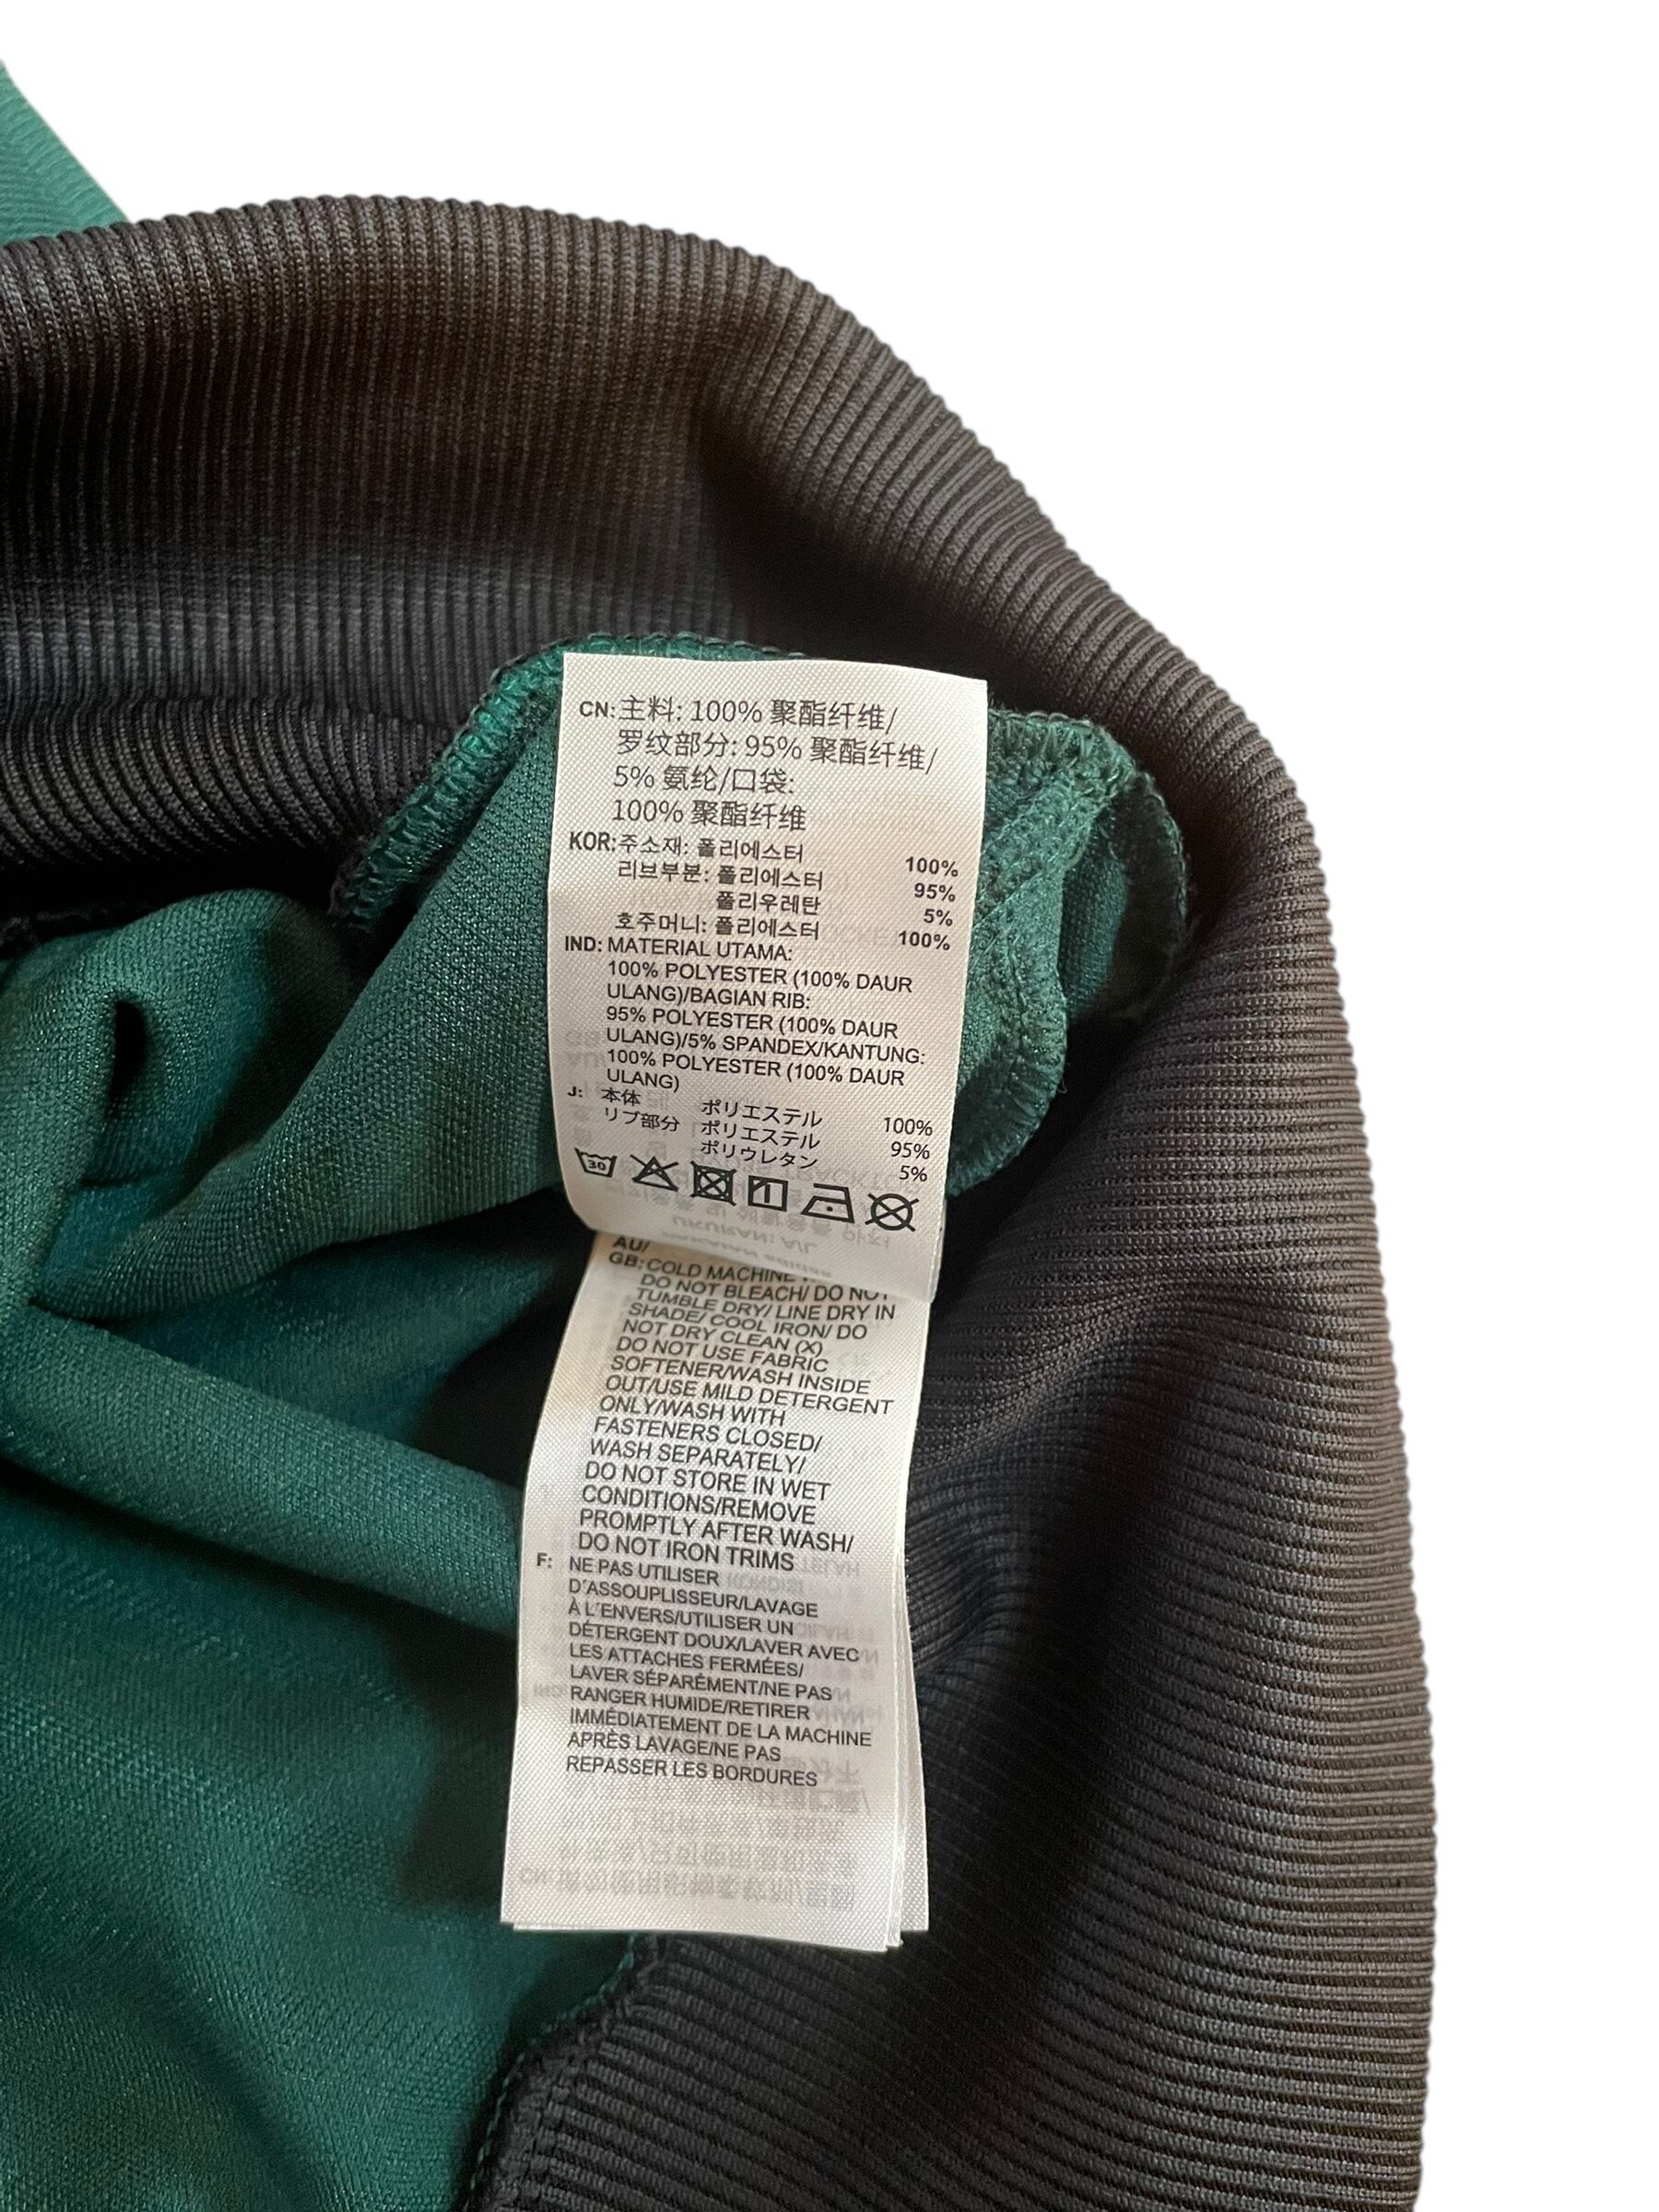 CN: 主料: 100% 聚酯纤维/
罗纹部分: 95% 聚酯纤维/
5% 氨纶/口袋:
100% 聚酯纤维
KOR: 주소재: 폴리에스터 100%
리브부분: 폴리에스터 95%
폴리우레탄 5%
호주머니: 폴리에스터 100%
IND: MATERIAL UTAMA:
100% POLYESTER (100% DAUR
ULANG)/BAGIAN RIB:
95% POLYESTER (100% DAUR
ULANG)/5% SPANDEX/KANTUNG:
100% POLYESTER (100% DAUR
ULANG)
J: 本体 ポリエステル 100%
リブ部分 ポリエステル 95%
ポリウレタン 5%
30
AU/
GB: COLD MACHINE
DO NOT BLEACH/ DO NOT
TUMBLE DRY/ LINE DRY IN
SHADE/ COOL IRON/ DO
NOT DRY CLEAN (X)
DO NOT USE FABRIC
SOFTENER/WASH INSIDE
OUT/USE MILD DETERGENT
ONLY/WASH WITH
FASTENERS CLOSED/
WASH SEPARATELY/
DO NOT STORE IN WET
CONDITIONS/REMOVE
PROMPTLY AFTER WASH/
DO NOT IRON TRIMS
F: NE PAS UTILISER
D´ASSOUPLISSEUR/LAVAGE
À L´ENVERS/UTILISER UN
DÉTERGENT DOUX/LAVER AVEC
LES ATTACHES FERMÉES/
LAVER SÉPARÉMENT/NE PAS
RANGER HUMIDE/RETIRER
IMMÉDIATEMENT DE LA MACHINE
APRÈS LAVAGE/NE PAS
REPASSER LES BORDURES